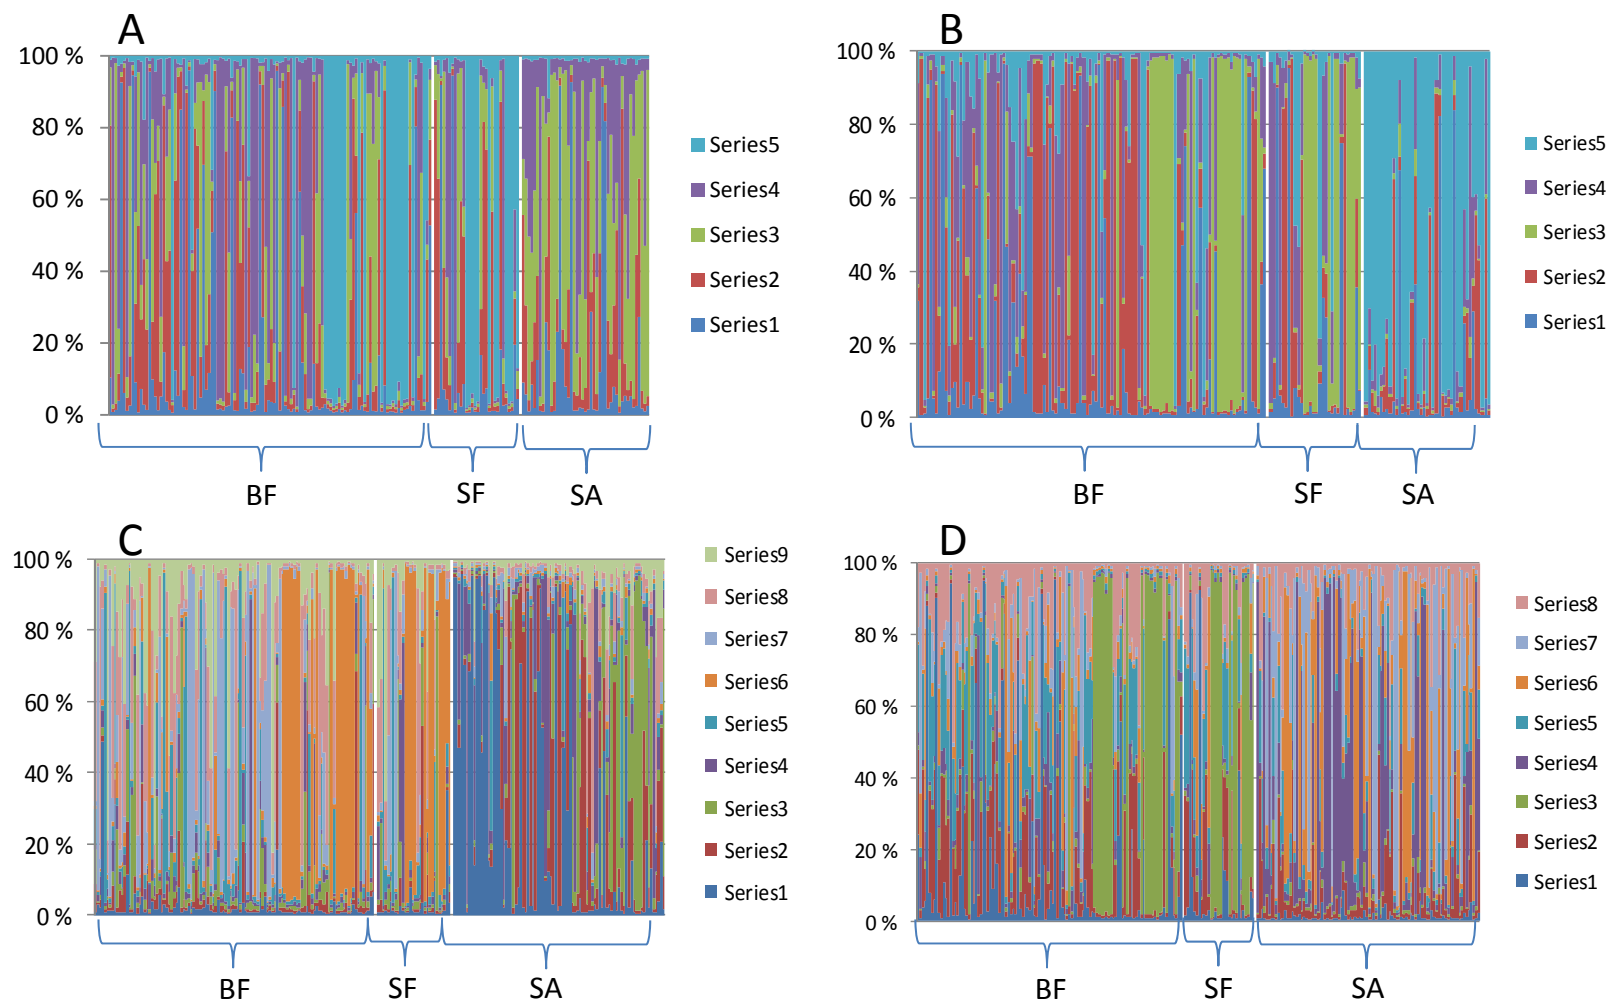 A
100 %
80 %
60 %
40 %
20 %
0 %
Series5
Series4
Series3
Series2
Series1
BF
SF
SA
B
100 %
80 %
60 %
40 %
20 %
0 %
Series5
Series4
Series3
Series2
Series1
BF
SF
SA
C
100 %
80 %
60 %
40 %
20 %
0 %
Series9
Series8
Series7
Series6
Series5
Series4
Series3
Series2
Series1
BF
SF
SA
D
100 %
80 %
60 %
40 %
20 %
0 %
Series8
Series7
Series6
Series5
Series4
Series3
Series2
Series1
BF
SF
SA